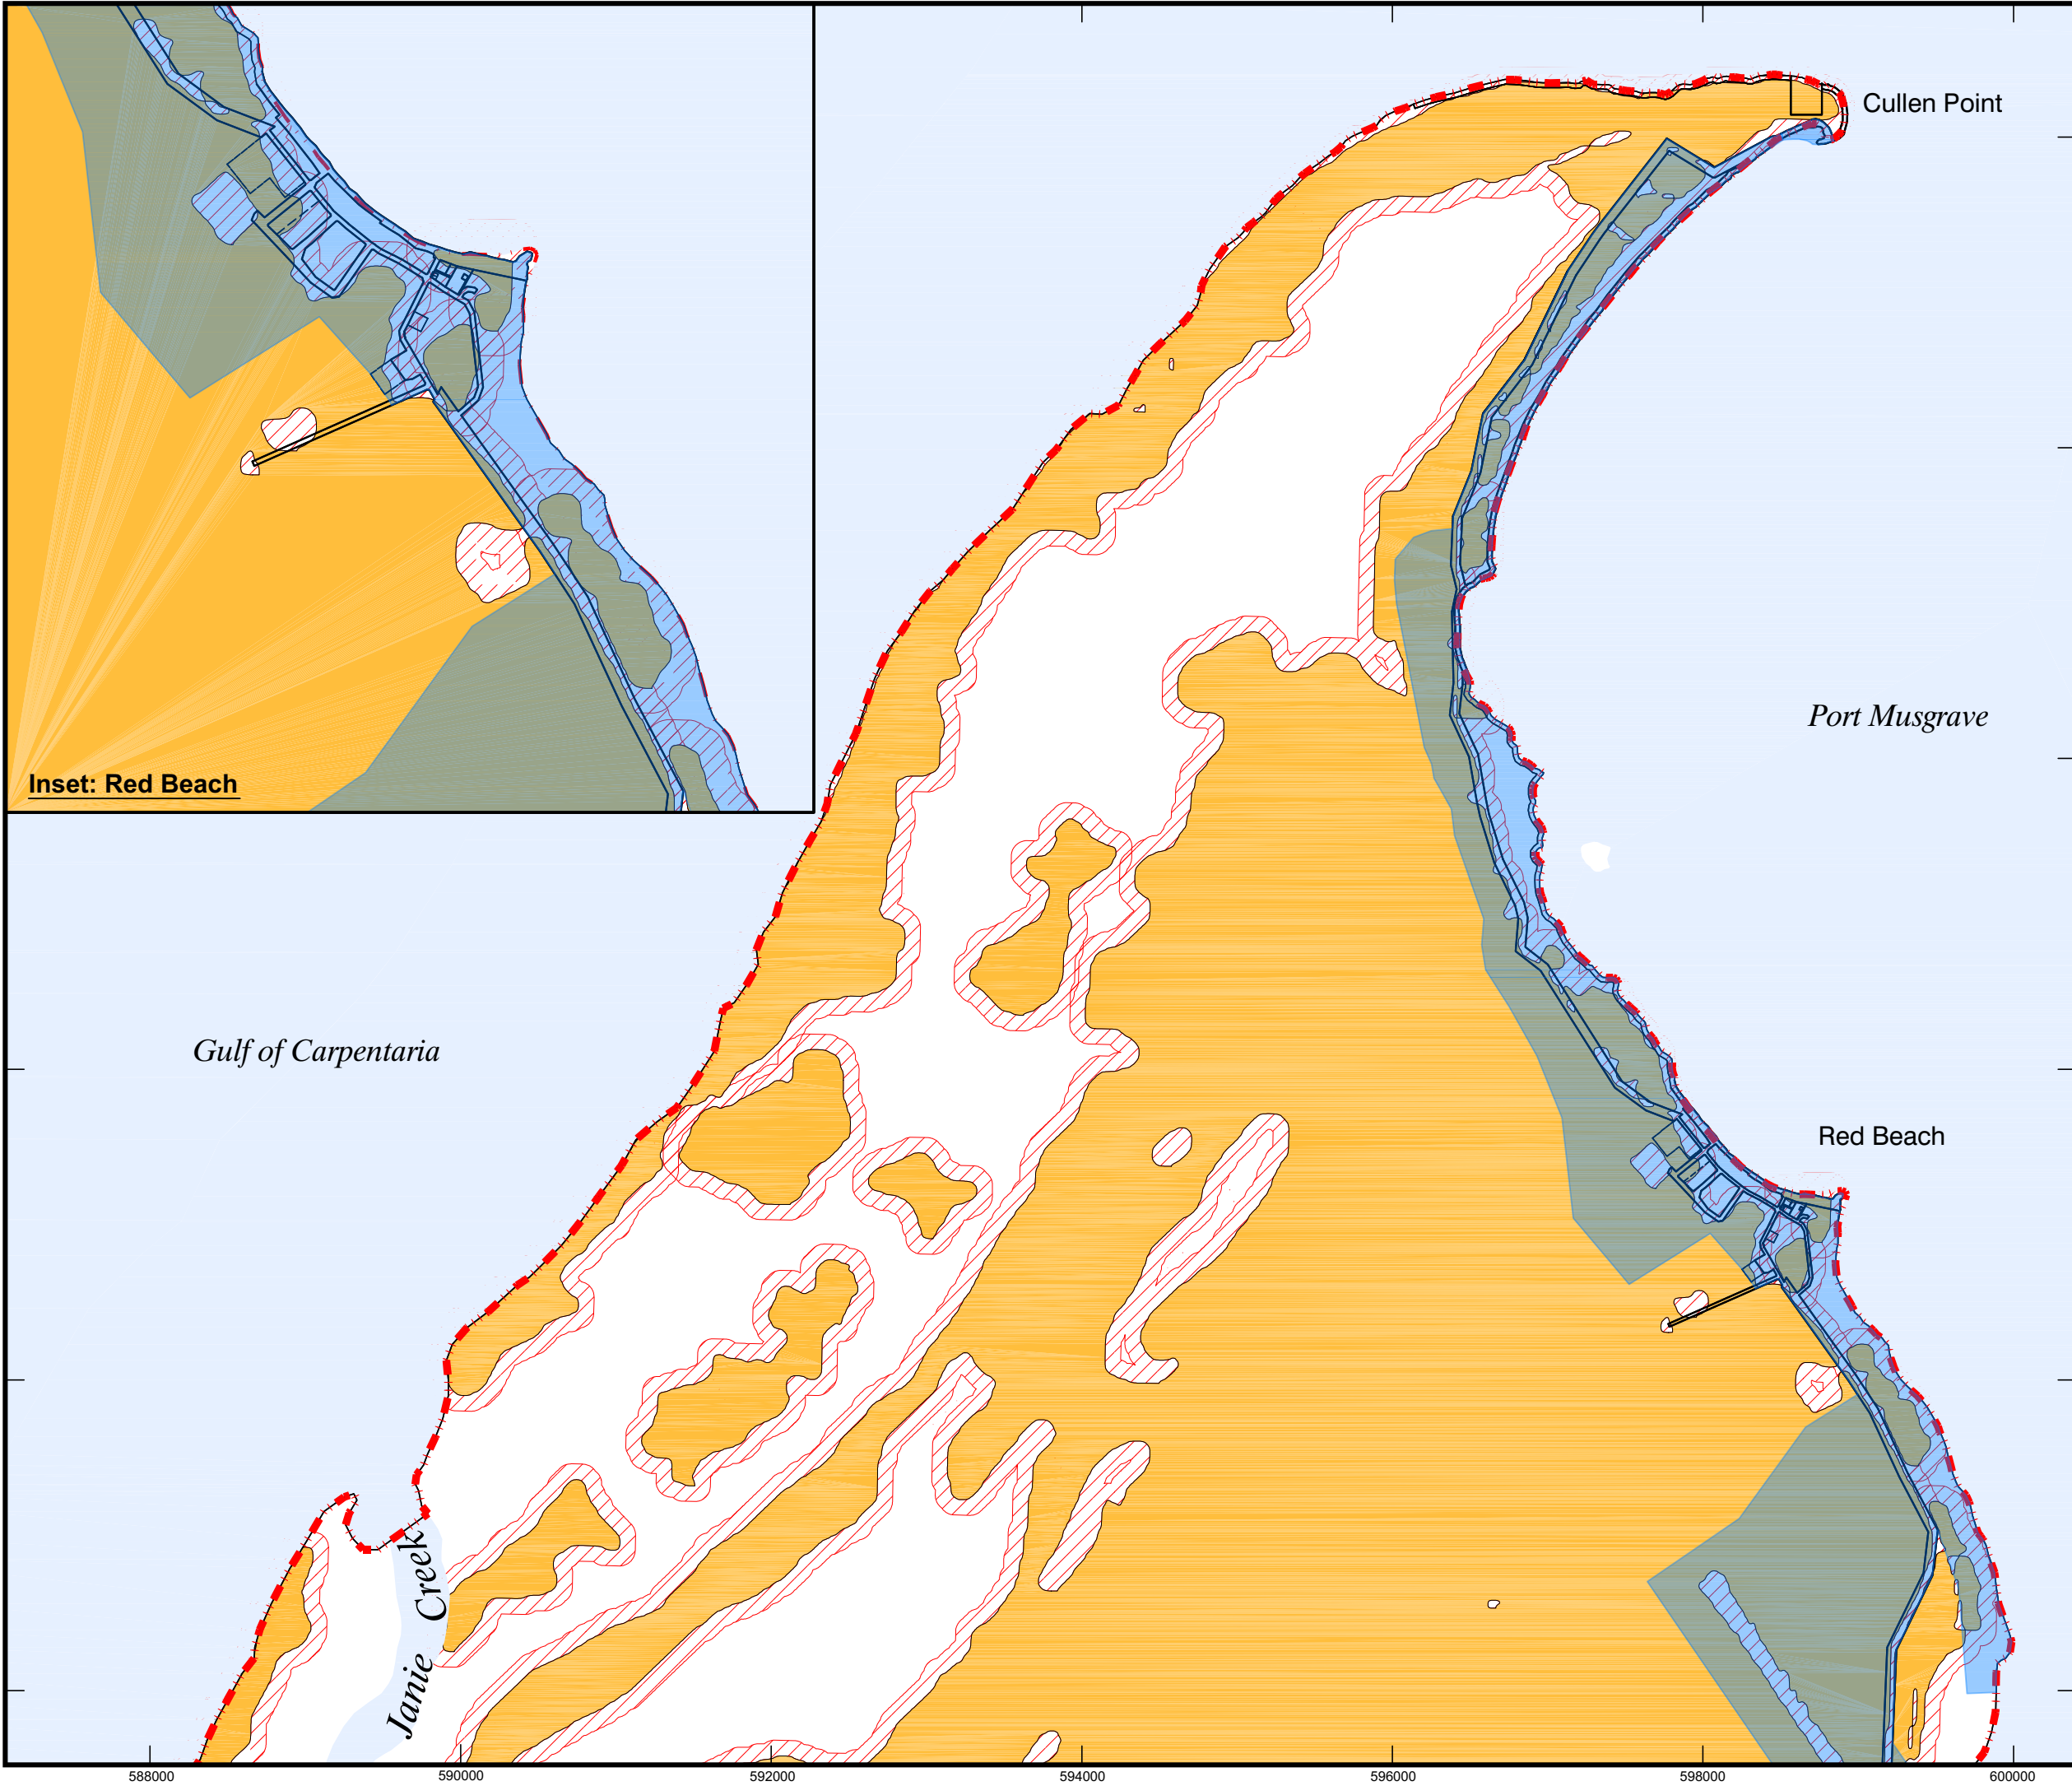 Cullen Point
Port Musgrave
Inset: Red Beach
Gulf of Carpentaria
Red Beach
Janie Creek
588000 590000 592000 594000 596000 598000 600000